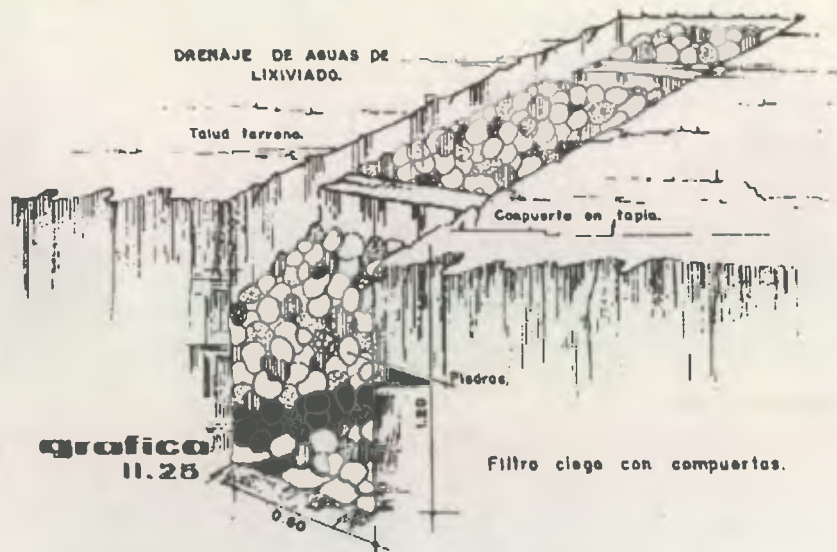 DRENAJE DE AGUAS DE
LIXIVIADO.
Talud terreno.
Compuerta en tapia.
Piedras.
1.20
grafica
II.25
Filtro ciego con compuertas.
0.60